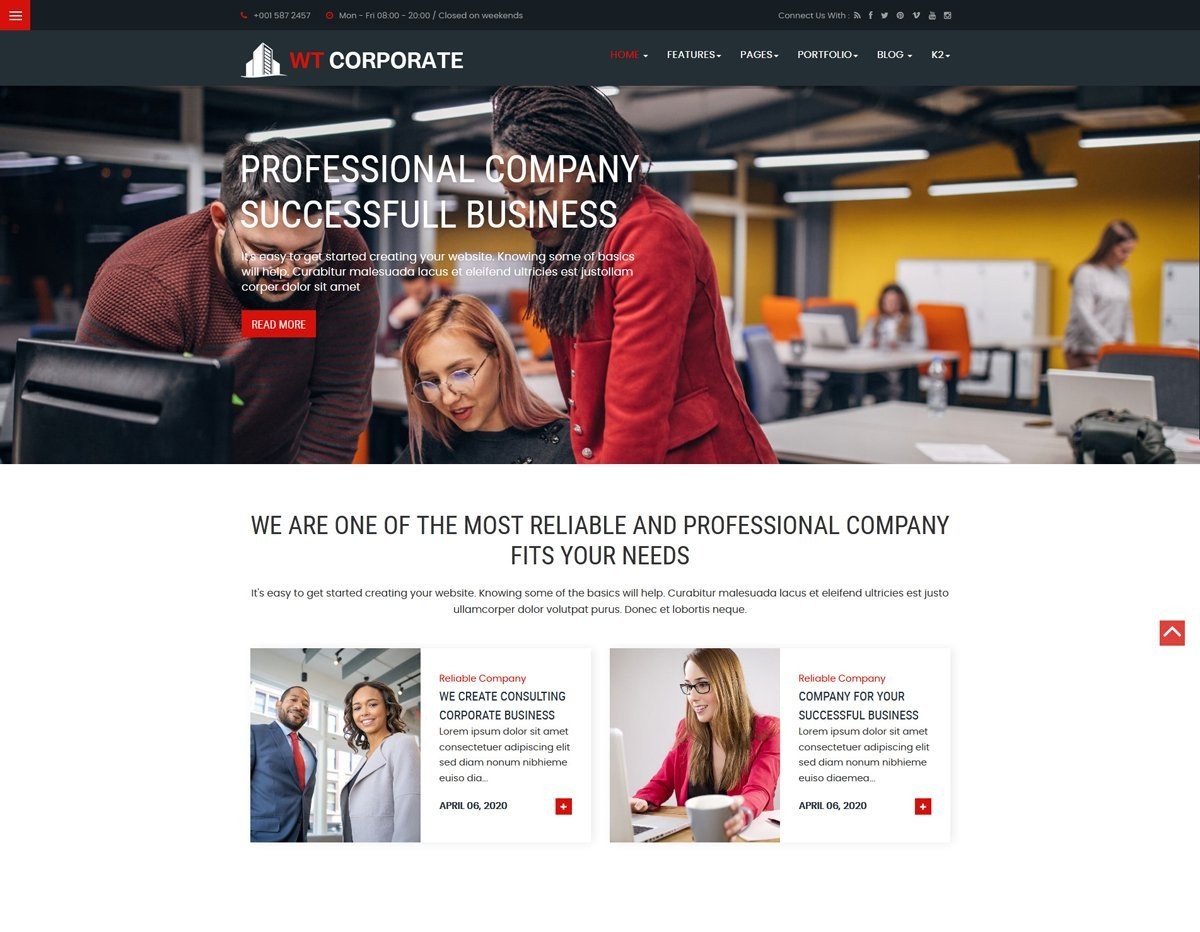 +001 587 2457 Mon - Fri 08:00 - 20:00 / Closed on weekends Connect Us With :
WT CORPORATE
HOME FEATURES PAGES PORTFOLIO BLOG K2
PROFESSIONAL COMPANY
SUCCESSFULL BUSINESS
It's easy to get started creating your website. Knowing some of basics
will help. Curabitur malesuada lacus et eleifend ultricies est justollam
corper dolor sit amet
READ MORE
WE ARE ONE OF THE MOST RELIABLE AND PROFESSIONAL COMPANY
FITS YOUR NEEDS
It's easy to get started creating your website. Knowing some of the basics will help. Curabitur malesuada lacus et eleifend ultricies est justo
ullamcorper dolor volutpat purus. Donec et lobortis neque.
Reliable Company
WE CREATE CONSULTING
CORPORATE BUSINESS
Lorem ipsum dolor sit amet
consectetuer adipiscing elit
sed diam nonum nibhieme
euiso dia...
APRIL 06, 2020
+
Reliable Company
COMPANY FOR YOUR
SUCCESSFUL BUSINESS
Lorem ipsum dolor sit amet
consectetuer adipiscing elit
sed diam nonum nibhieme
euiso diaemea...
APRIL 06, 2020
+